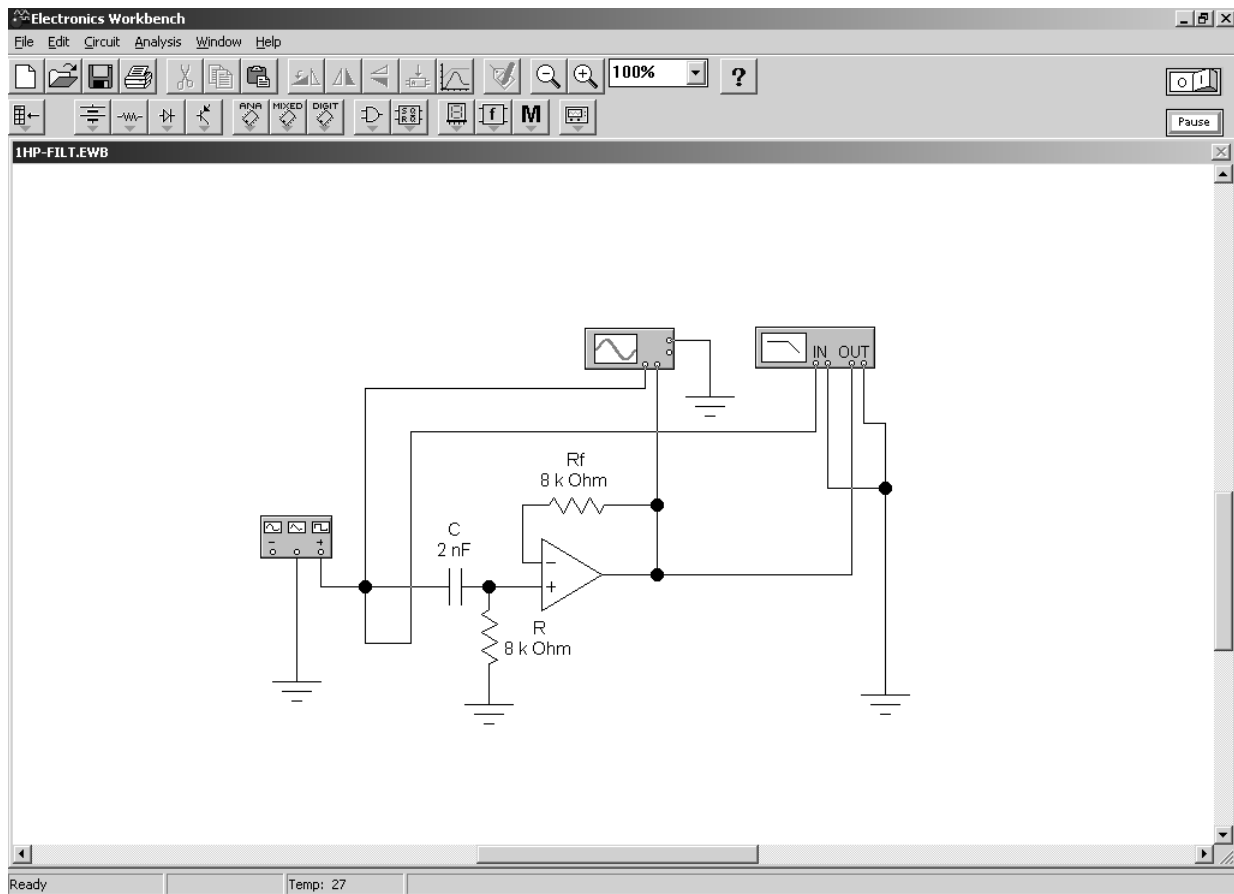 Electronics Workbench
File Edit Circuit Analysis Window Help
100%
?
O I
ANA MIXED DIGIT
f M
Pause
1HP-FILT.EWB
IN OUT
Rf
8 k Ohm
C
2 nF
- +
-
+
R
8 k Ohm
Ready
Temp: 27